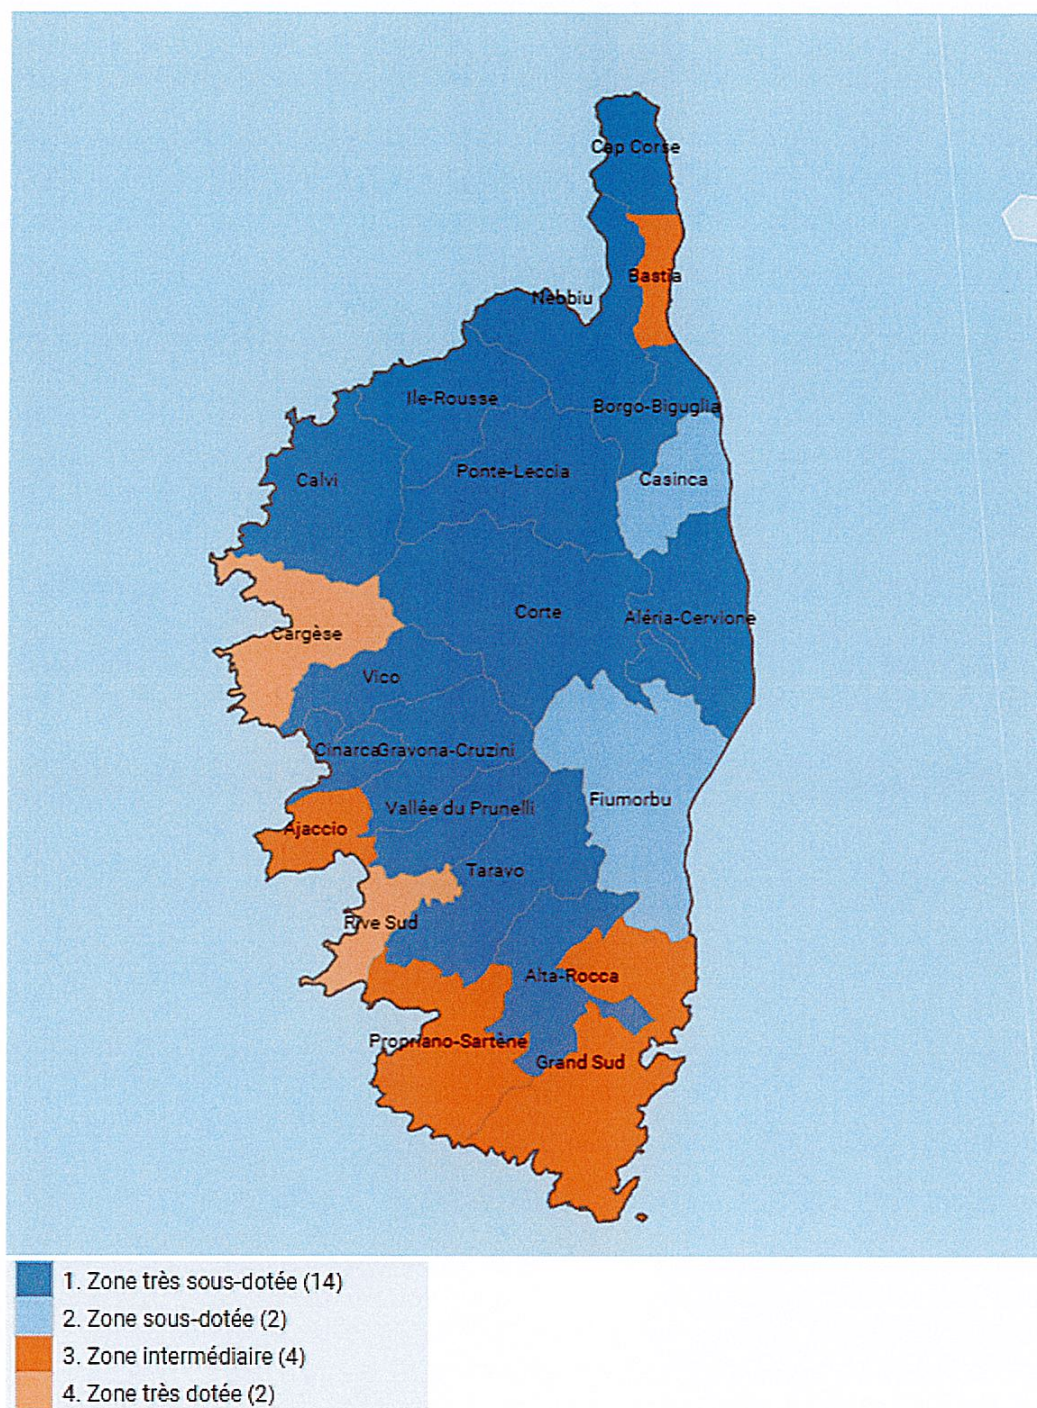 Cap Corse
Bastia
Nebbiu
Ile-Rousse
Borgo-Biguglia
Ponte-Leccia
Casinca
Calvi
Corte
Aléria-Cervione
Cargèse
Vico
Cinarca
Gravona-Cruzini
Fiumorbu
Vallée du Prunelli
Ajaccio
Taravo
Rive Sud
Alta-Rocca
Propriano-Sartène
Grand Sud
1. Zone très sous-dotée (14)
2. Zone sous-dotée (2)
3. Zone intermédiaire (4)
4. Zone très dotée (2)